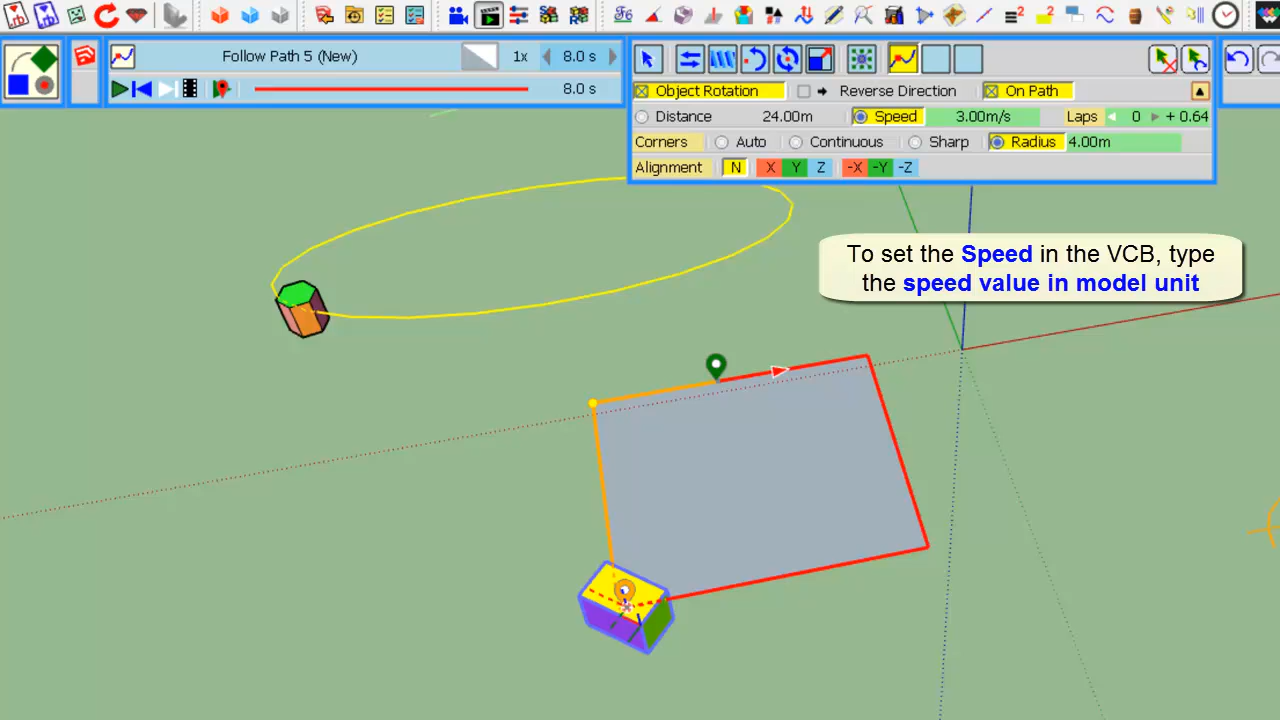 Follow Path 5 (New)
1x
8.0 s
8.0 s
Object Rotation
Reverse Direction
On Path
Distance
24.00m
Speed
3.00m/s
Laps
0
+ 0.64
Corners
Auto
Continuous
Sharp
Radius
4.00m
Alignment
N
X
Y
Z
-X
-Y
-Z
To set the Speed in the VCB, type
the speed value in model unit